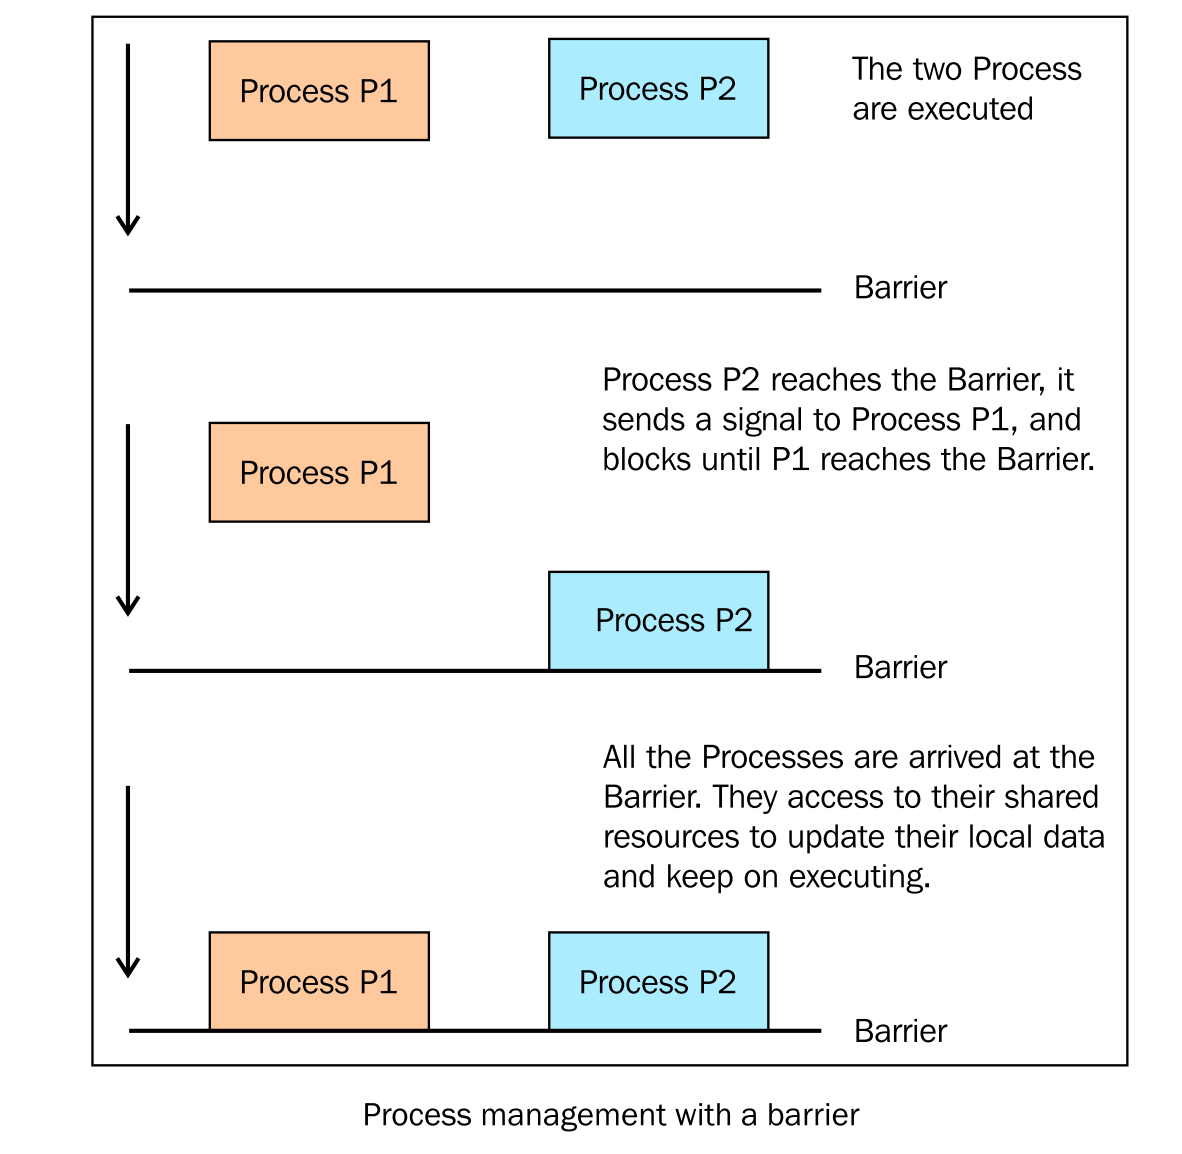 Process P1
Process P2
The two Process
are executed
Barrier
Process P2 reaches the Barrier, it
sends a signal to Process P1, and
blocks until P1 reaches the Barrier.
Process P1
Process P2
Barrier
All the Processes are arrived at the
Barrier. They access to their shared
resources to update their local data
and keep on executing.
Process P1
Process P2
Barrier
Process management with a barrier